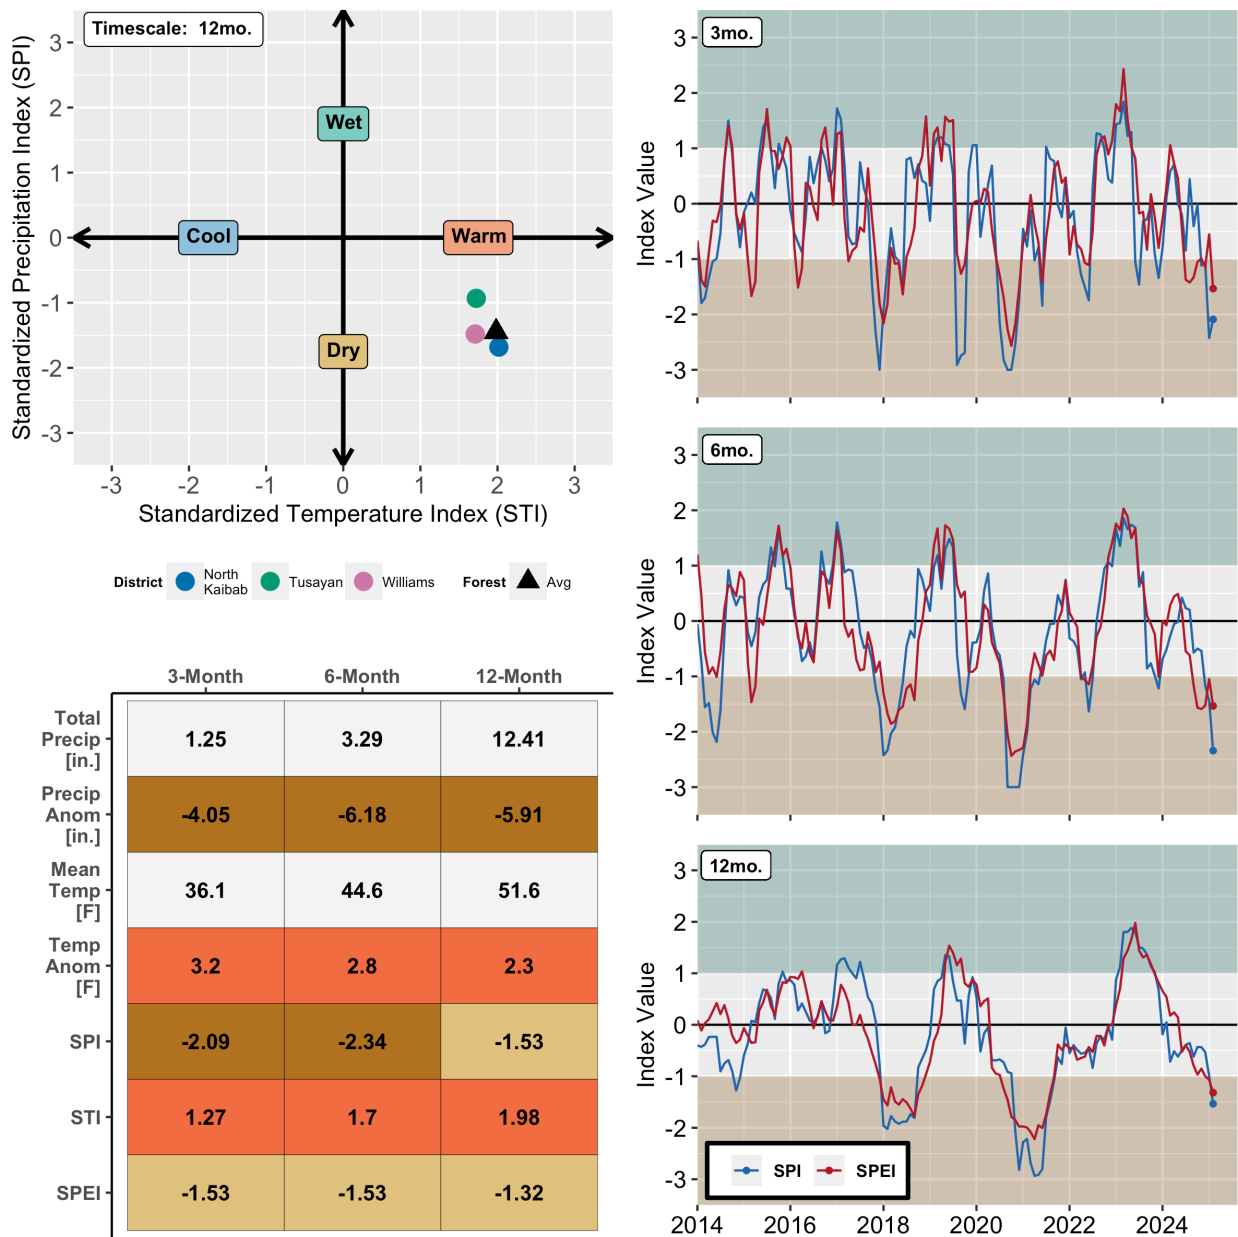 Timescale: 12mo.
Standardized Precipitation Index (SPI)
3
2
1
0
-1
-2
-3
Wet
Cool
Warm
Dry
-3 -2 -1 0 1 2 3
Standardized Temperature Index (STI)
District
North
Kaibab
Tusayan
Williams
Forest
Avg
3-Month 6-Month 12-Month
Total
Precip
[in.]
1.25 3.29 12.41
Precip
Anom
[in.]
-4.05 -6.18 -5.91
Mean
Temp
[F]
36.1 44.6 51.6
Temp
Anom
[F]
3.2 2.8 2.3
SPI -2.09 -2.34 -1.53
STI 1.27 1.7 1.98
SPEI -1.53 -1.53 -1.32
3mo.
Index Value
3
2
1
0
-1
-2
-3
6mo.
Index Value
3
2
1
0
-1
-2
-3
12mo.
Index Value
3
2
1
0
-1
-2
-3
SPI SPEI
2014 2016 2018 2020 2022 2024